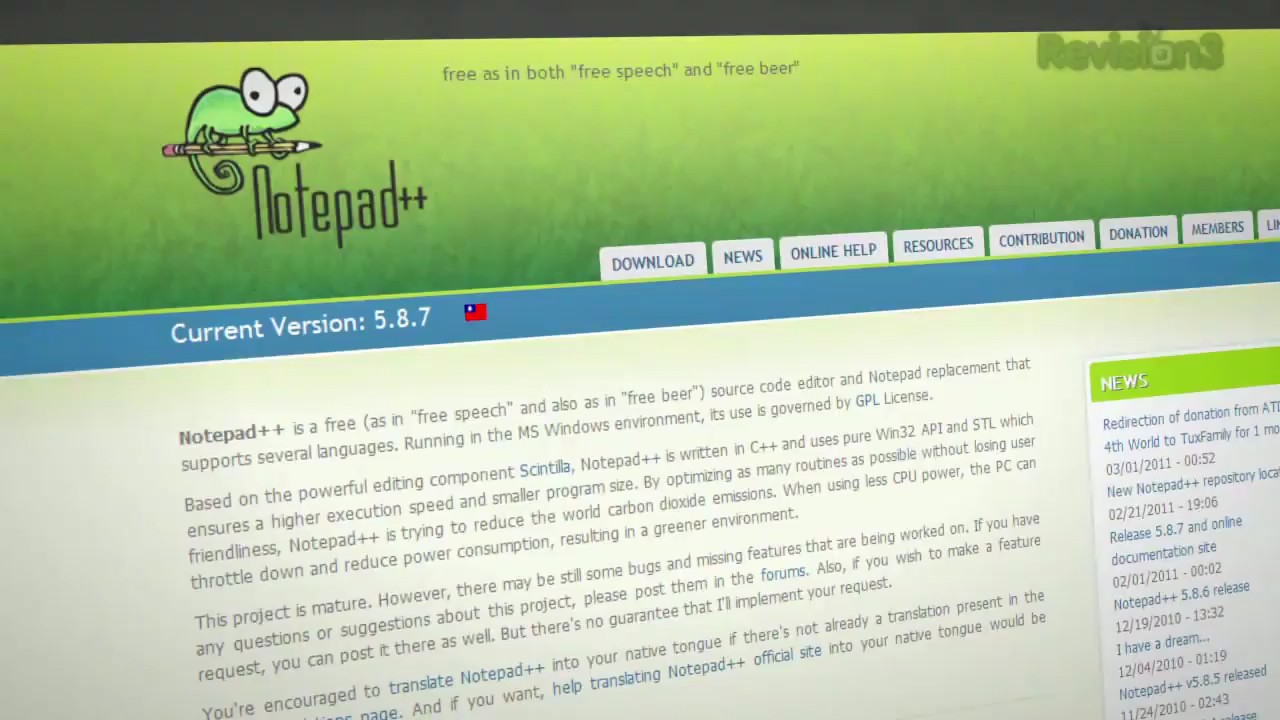 Revision3
free as in both "free speech" and "free beer"
Notepad++
DOWNLOAD NEWS ONLINE HELP RESOURCES CONTRIBUTION DONATION MEMBERS
Current Version: 5.8.7
Notepad++ is a free (as in "free speech" and also as in "free beer") source code editor and Notepad replacement that
supports several languages. Running in the MS Windows environment, its use is governed by GPL License.
Based on the powerful editing component Scintilla, Notepad++ is written in C++ and uses pure Win32 API and STL which
ensures a higher execution speed and smaller program size. By optimizing as many routines as possible without losing user
friendliness, Notepad++ is trying to reduce the world carbon dioxide emissions. When using less CPU power, the PC can
throttle down and reduce power consumption, resulting in a greener environment.
This project is mature. However, there may be still some bugs and missing features that are being worked on. If you have
any questions or suggestions about this project, please post them in the forums. Also, if you wish to make a feature
request, you can post it there as well. But there's no guarantee that I'll implement your request.
You're encouraged to translate Notepad++ into your native tongue if there's not already a translation present in the
page. And if you want, help translating Notepad++ official site into your native tongue would be
NEWS
Redirection of donation from
4th World to TuxFamily for 1
03/01/2011 - 00:52
New Notepad++ repository
02/21/2011 - 19:06
Release 5.8.7 and online
documentation site
02/01/2011 - 00:02
Notepad++ 5.8.6 release
12/19/2010 - 13:32
I have a dream...
12/04/2010 - 01:19
Notepad++ v5.8.5 released
11/24/2010 - 02:43
release